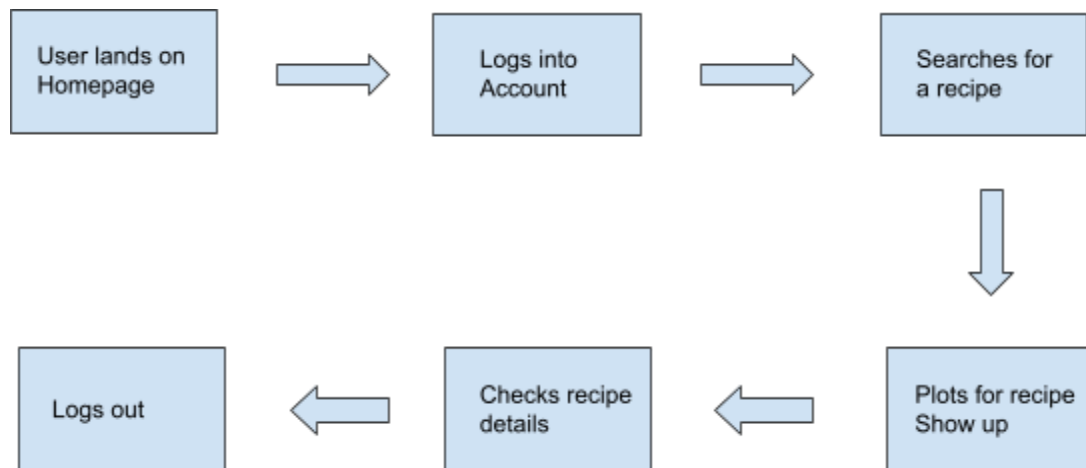 User lands on
Homepage
Logs into
Account
Searches for
a recipe
Plots for recipe
Show up
Checks recipe
details
Logs out